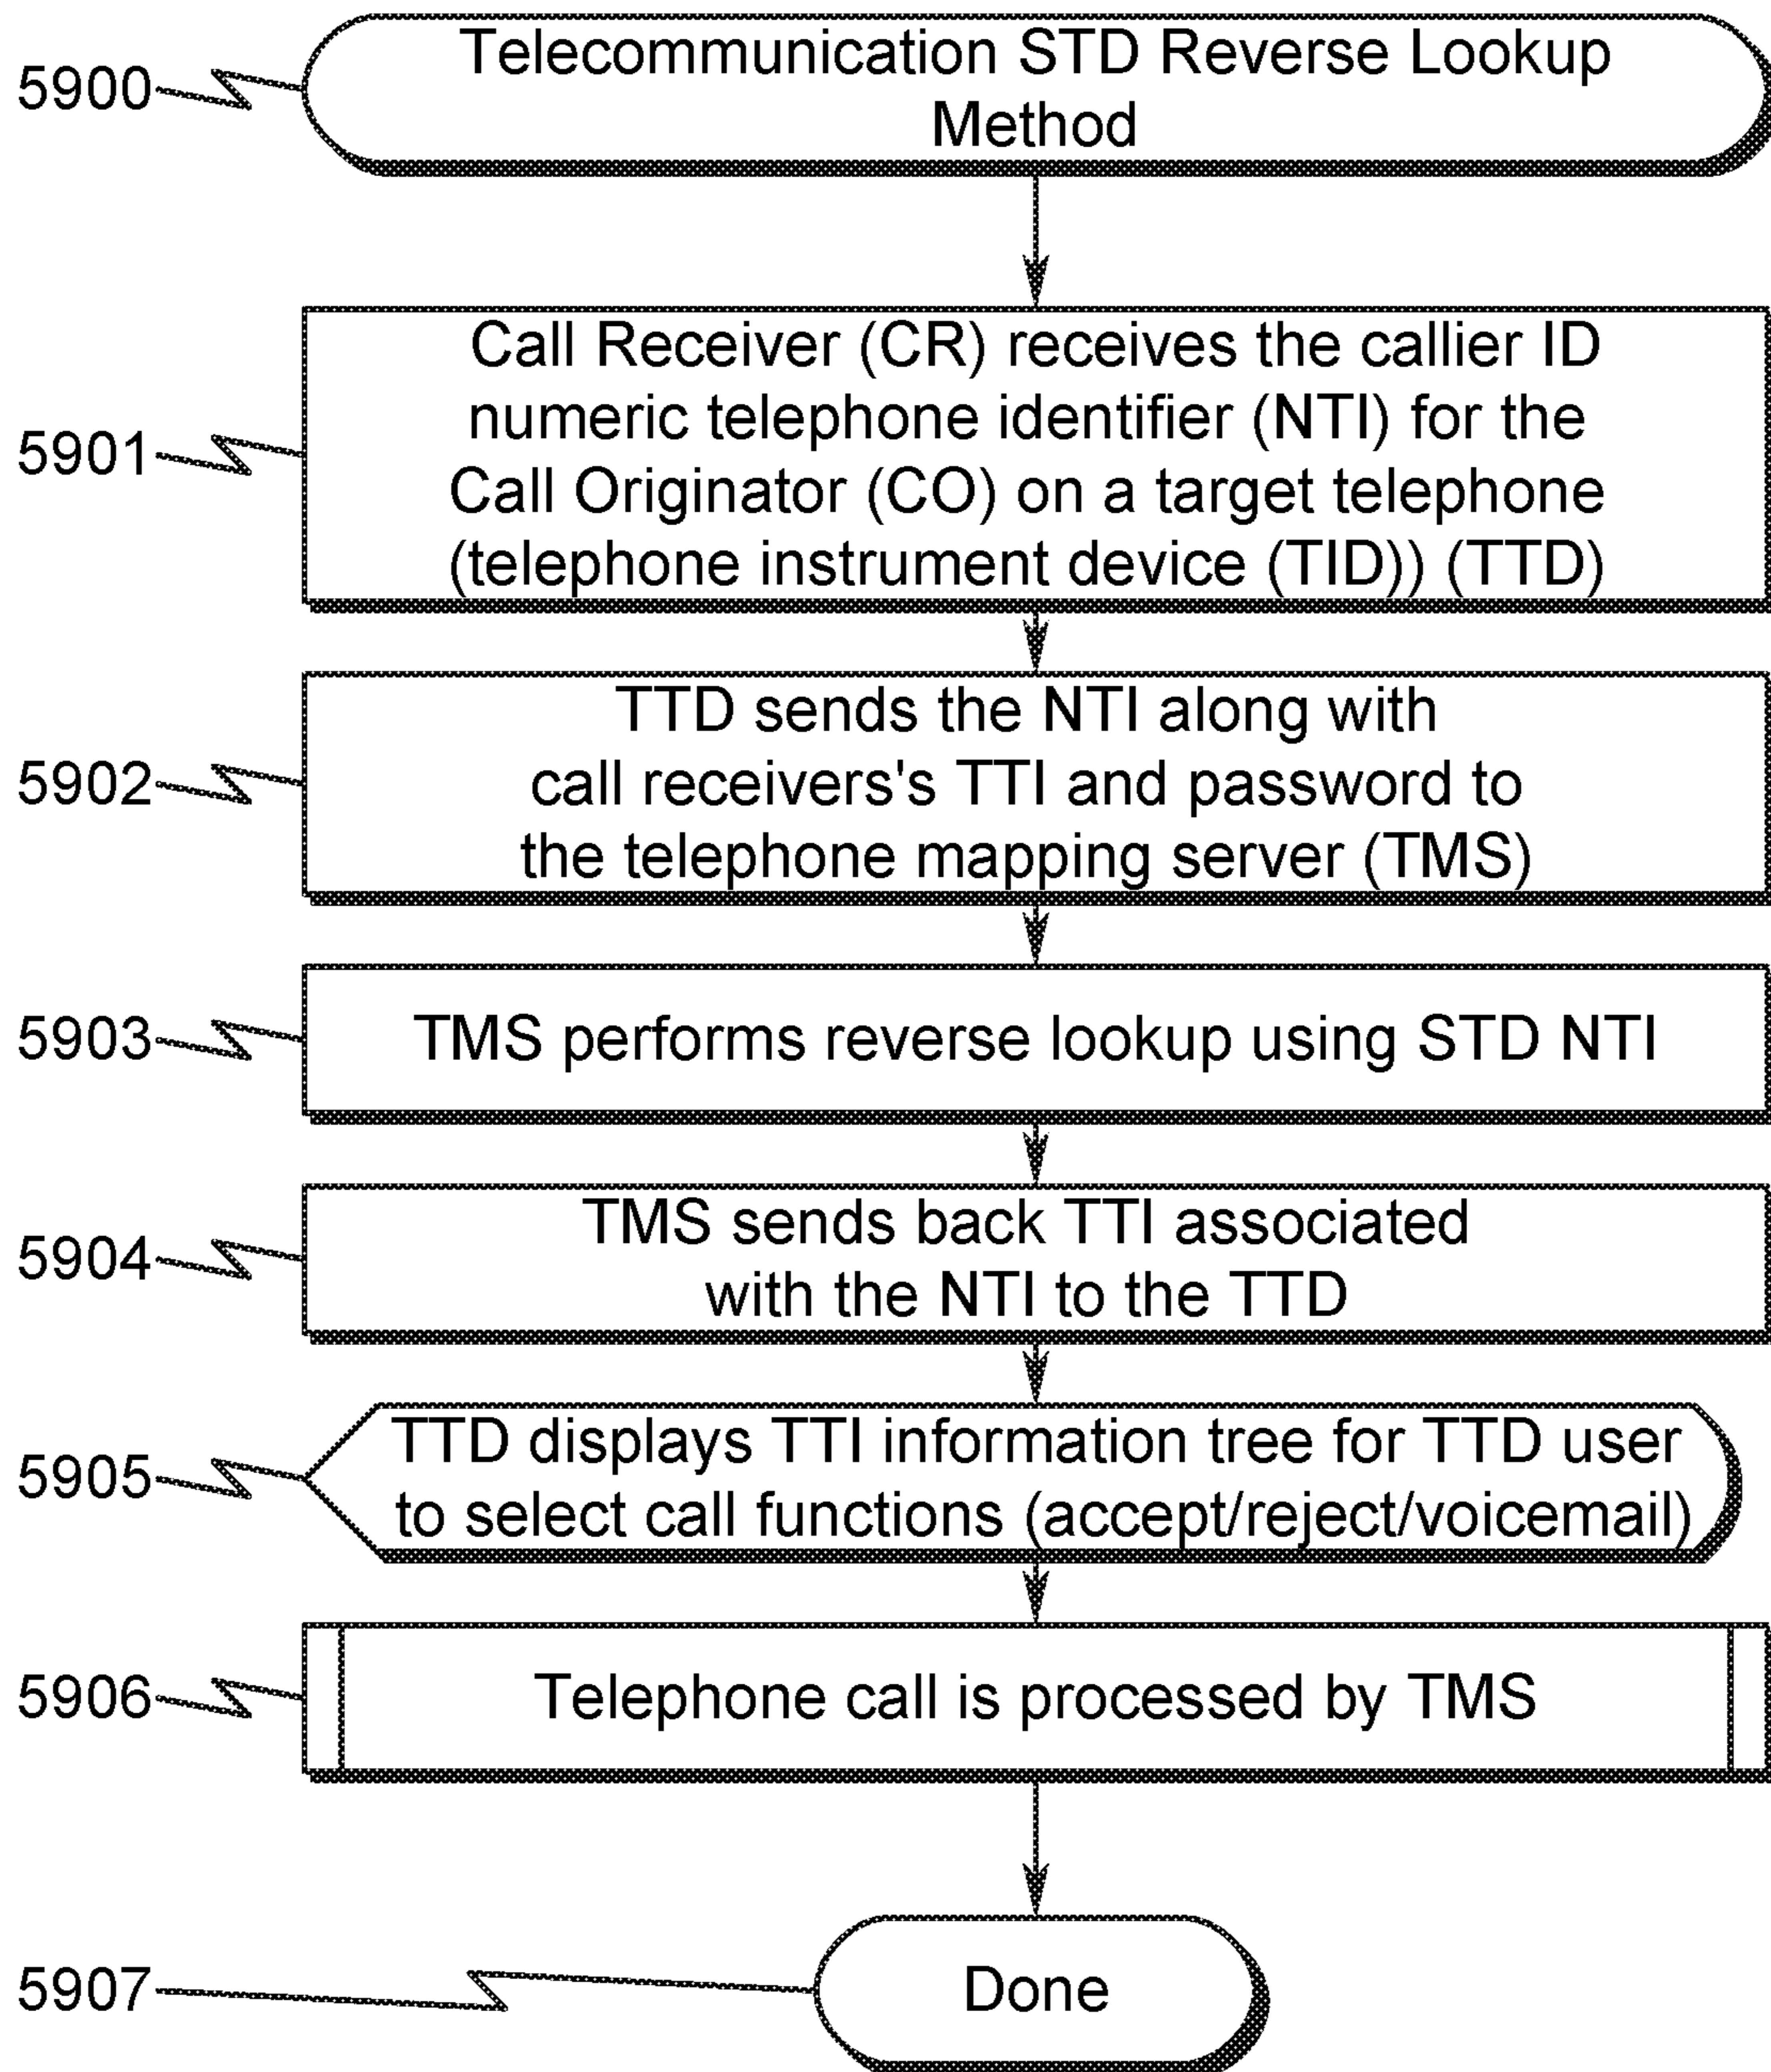 5900
Telecommunication STD Reverse Lookup
Method
5901
Call Receiver (CR) receives the callier ID
numeric telephone identifier (NTI) for the
Call Originator (CO) on a target telephone
(telephone instrument device (TID)) (TTD)
5902
TTD sends the NTI along with
call receivers's TTI and password to
the telephone mapping server (TMS)
5903
TMS performs reverse lookup using STD NTI
5904
TMS sends back TTI associated
with the NTI to the TTD
5905
TTD displays TTI information tree for TTD user
to select call functions (accept/reject/voicemail)
5906
Telephone call is processed by TMS
5907
Done